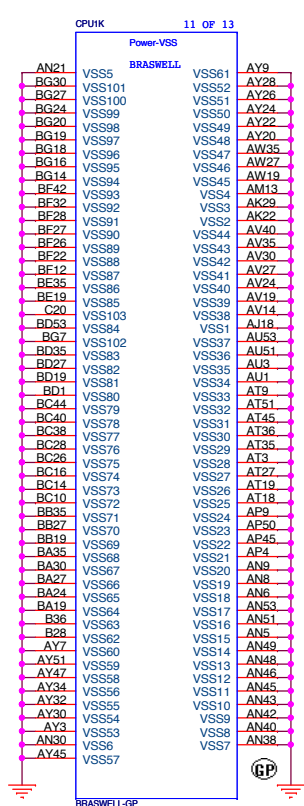 CPU1K 11 OF 13
Power-VSS
BRASWELL
AN21 VSS5 VSS61 AY9
BG30 VSS101 VSS52 AY28
BG27 VSS100 VSS51 AY26
BG24 VSS99 VSS50 AY24
BG20 VSS98 VSS49 AY22
BG19 VSS97 VSS48 AY20
BG18 VSS96 VSS47 AW35
BG16 VSS95 VSS46 AW27
BG14 VSS94 VSS45 AW19
BF42 VSS93 VSS4 AM13
BF32 VSS92 VSS3 AK29
BF28 VSS91 VSS2 AK22
BF27 VSS90 VSS44 AV40
BF26 VSS89 VSS43 AV35
BF22 VSS88 VSS42 AV30
BF12 VSS87 VSS41 AV27
BE35 VSS86 VSS40 AV24
BE19 VSS85 VSS39 AV19
C20 VSS103 VSS38 AV14
BD53 VSS84 VSS1 AJ18
BG7 VSS102 VSS37 AU53
BD35 VSS83 VSS36 AU51
BD27 VSS82 VSS35 AU3
BD19 VSS81 VSS34 AU1
BD1 VSS80 VSS33 AT9
BC44 VSS79 VSS32 AT51
BC40 VSS78 VSS31 AT45
BC38 VSS77 VSS30 AT36
BC28 VSS76 VSS29 AT35
BC26 VSS75 VSS28 AT3
BC16 VSS74 VSS27 AT27
BC14 VSS73 VSS26 AT19
BC10 VSS72 VSS25 AT18
BB35 VSS71 VSS24 AP9
BB27 VSS70 VSS23 AP50
BB19 VSS69 VSS22 AP45
BA35 VSS68 VSS21 AP4
BA30 VSS67 VSS20 AN9
BA27 VSS66 VSS19 AN8
BA24 VSS65 VSS18 AN6
BA19 VSS64 VSS17 AN53
B36 VSS63 VSS16 AN51
B28 VSS62 VSS15 AN5
AY7 VSS60 VSS14 AN49
AY51 VSS59 VSS13 AN48
AY47 VSS58 VSS12 AN46
AY34 VSS56 VSS11 AN45
AY32 VSS55 VSS10 AN43
AY30 VSS54 VSS9 AN42
AY3 VSS53 VSS8 AN40
AN30 VSS6 VSS7 AN38
AY45 VSS57
GP
BRASWELL-GP